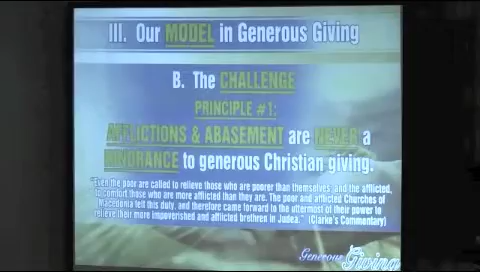 III. Our MODEL in Generous Giving
B. The CHALLENGE
PRINCIPLE #1:
AFFLICTIONS & ABASEMENT are NEVER a
HINDRANCE to generous Christian giving.
"Even the poor are called to relieve those who are poorer than themselves, and the afflicted,
to comfort those who are more afflicted than they are. The poor and afflicted Churches of
Macedonia felt this duty, and therefore came forward to the uttermost of their power to
relieve their more impoverished and afflicted brethren in Judea." (Clarke's Commentary)
Generous
Giving